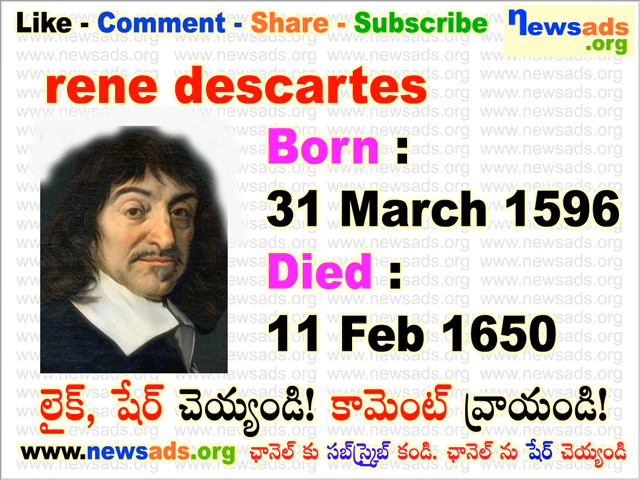 Like - Comment - Share - Subscribe
newsads
.org
rene descartes
Born :
31 March 1596
Died :
11 Feb 1650
లైక్, షేర్ చెయ్యండి! కామెంట్ వ్రాయండి!
www.newsads.org ఛానెల్ కు సబ్‌స్క్రైబ్ కండి. ఛానెల్ ను షేర్ చెయ్యండి